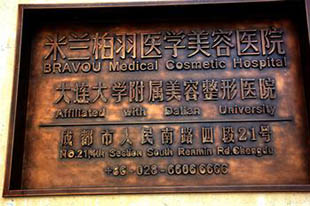 米兰柏羽医学美容医院
BRAVOU Medical Cosmetic Hospital
大连大学附属美容整形医院
Affiliated with Dalian University
成都市人民南路四段21号
No.21,4th Section South Renmin Rd.Chengdu
+86-028-66066666